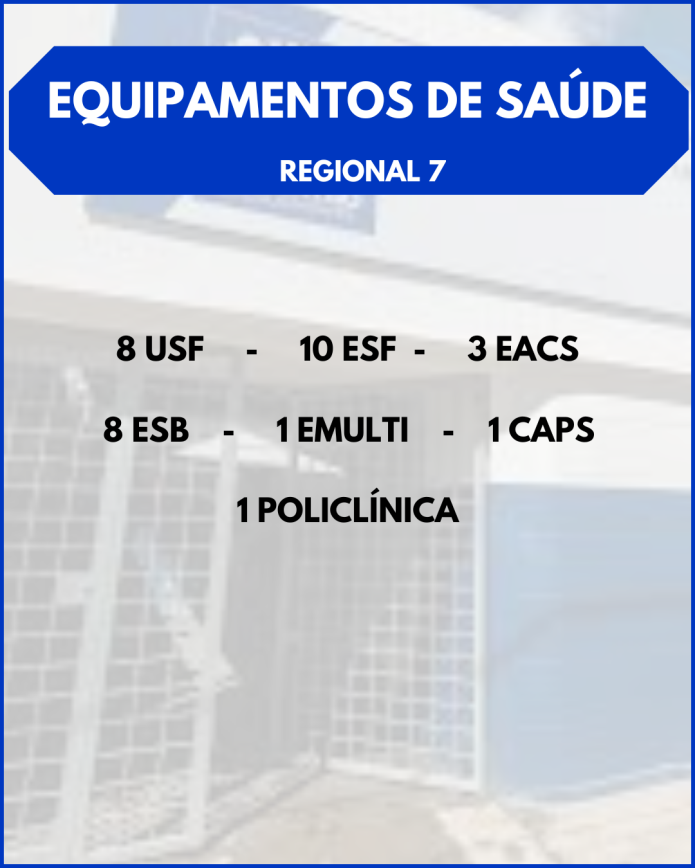 EQUIPAMENTOS DE SAÚDE
REGIONAL 7
8 USF - 10 ESF - 3 EACS
8 ESB - 1 EMULTI - 1 CAPS
1 POLICLÍNICA